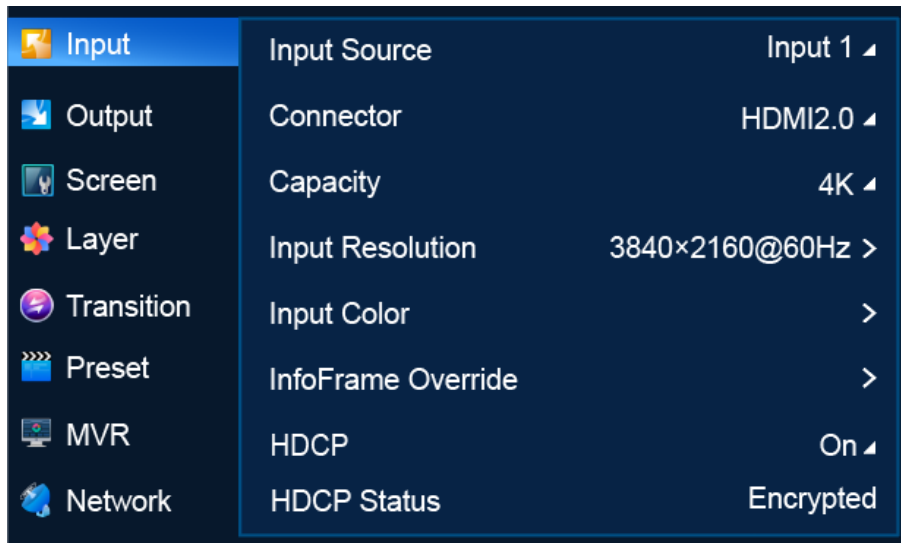 Input
Output
Screen
Layer
Transition
Preset
MVR
Network
Input Source Input 1
Connector HDMI2.0
Capacity 4K
Input Resolution 3840×2160@60Hz >
Input Color >
InfoFrame Override >
HDCP On
HDCP Status Encrypted